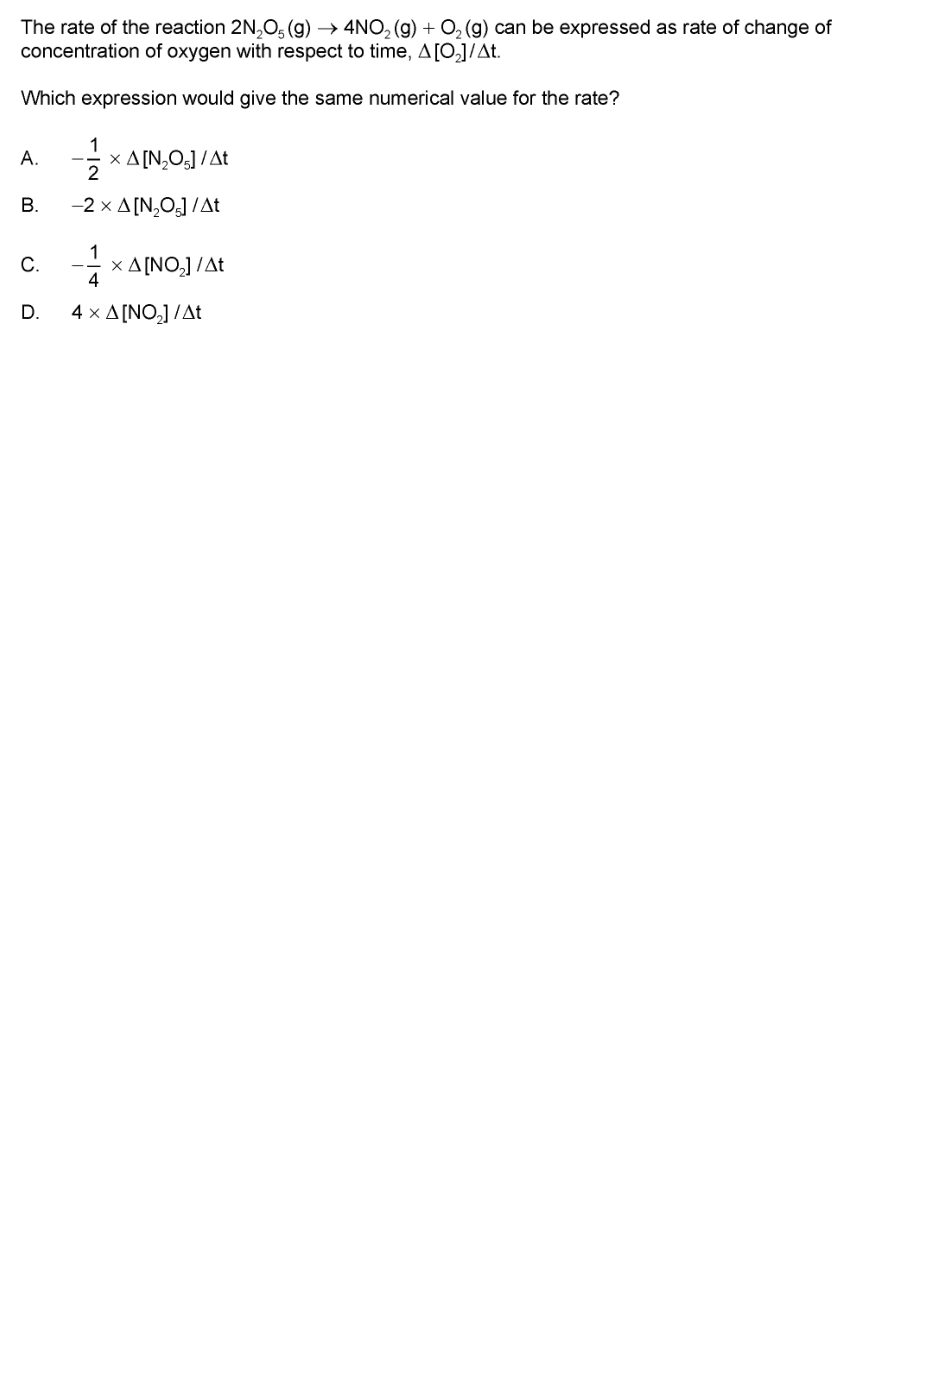 The rate of the reaction 2N₂O₅ (g) → 4NO₂ (g) + O₂ (g) can be expressed as rate of change of
concentration of oxygen with respect to time, Δ[O₂]/Δt.
Which expression would give the same numerical value for the rate?
A. −1/2 × Δ[N₂O₅] / Δt
B. −2 × Δ[N₂O₅] / Δt
C. −1/4 × Δ[NO₂] / Δt
D. 4 × Δ[NO₂] / Δt